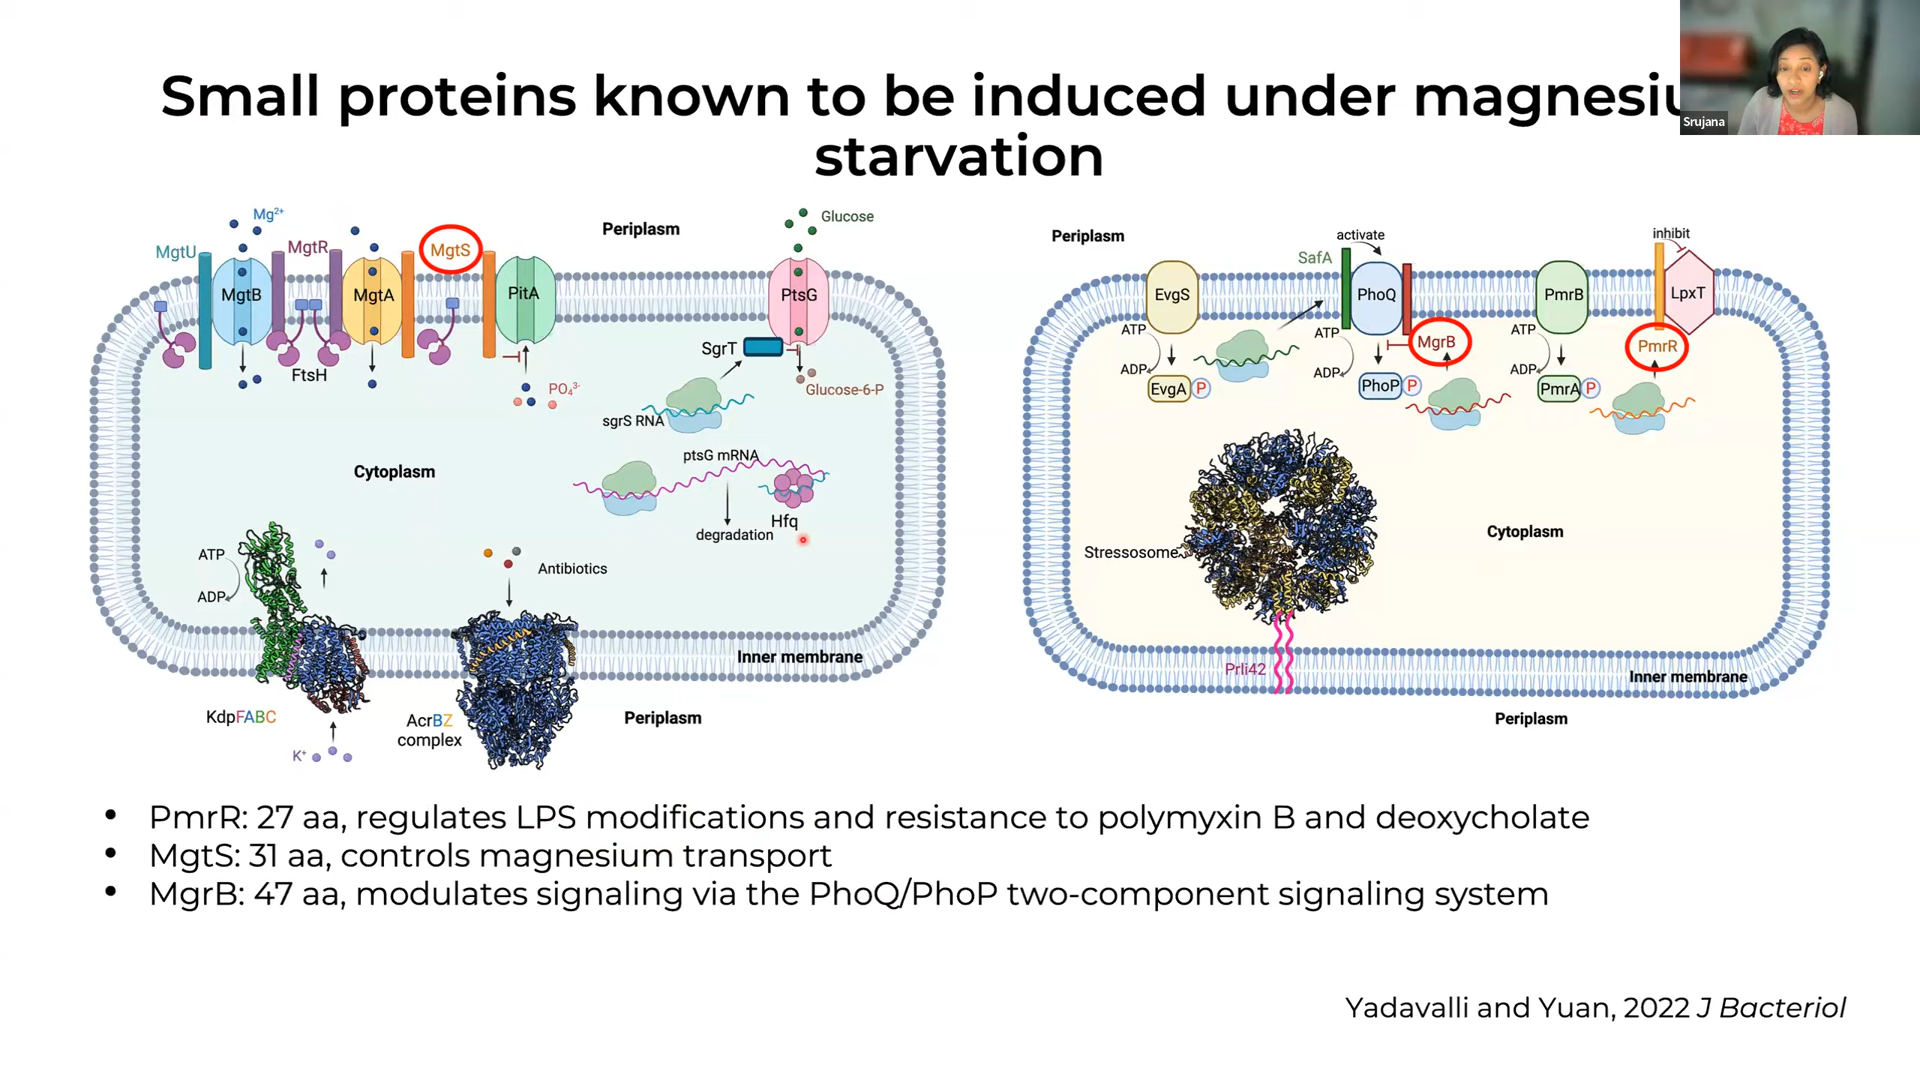 Small proteins known to be induced under magnesiu
starvation
Srujana
Mg²⁺
MgtU
MgtR
MgtS
Periplasm
Glucose
MgtB
MgtA
PitA
PtsG
FtsH
SgrT
PO₄³⁻
Glucose-6-P
sgrS RNA
ptsG mRNA
Cytoplasm
Hfq
degradation
ATP
ADP
Antibiotics
Inner membrane
KdpFABC
AcrBZ
complex
Periplasm
K⁺
Periplasm
activate
inhibit
SafA
EvgS
PhoQ
PmrB
LpxT
ATP
ATP
ATP
MgrB
PmrR
ADP
ADP
ADP
EvgA P
PhoP P
PmrA P
Cytoplasm
Stressosome
Prli42
Inner membrane
Periplasm
• PmrR: 27 aa, regulates LPS modifications and resistance to polymyxin B and deoxycholate
• MgtS: 31 aa, controls magnesium transport
• MgrB: 47 aa, modulates signaling via the PhoQ/PhoP two-component signaling system
Yadavalli and Yuan, 2022 J Bacteriol